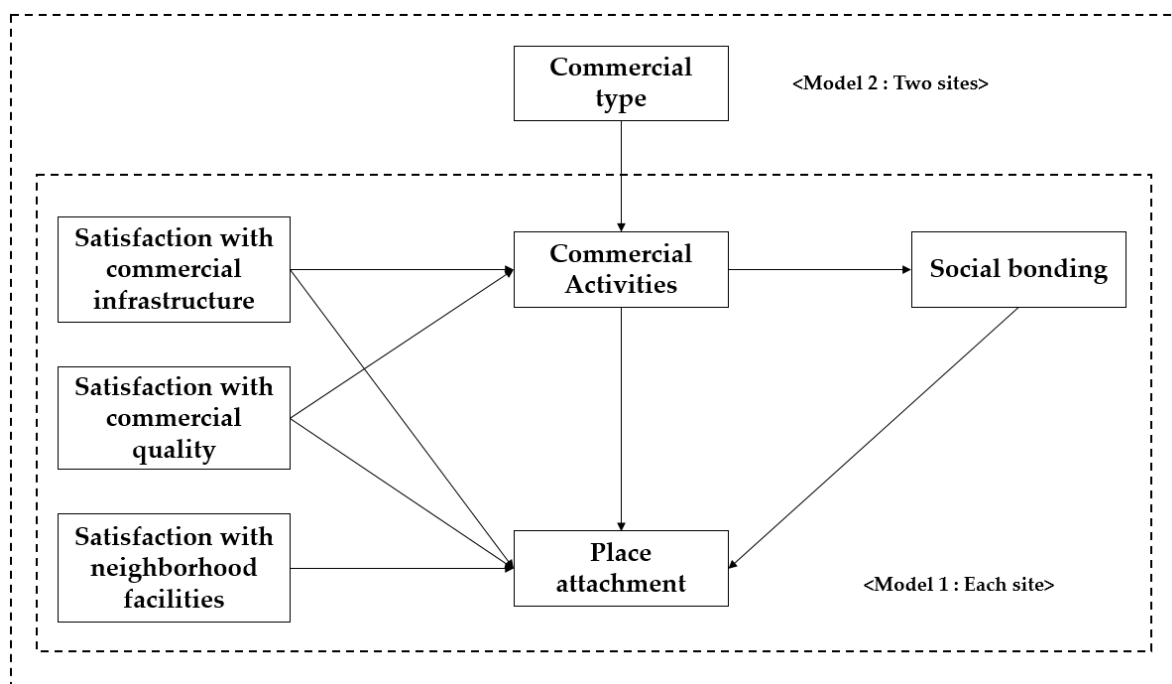 Commercial
type
<Model 2 : Two sites>
Satisfaction with
commercial
infrastructure
Commercial
Activities
Social bonding
Satisfaction with
commercial
quality
Satisfaction with
neighborhood
facilities
Place
attachment
<Model 1 : Each site>